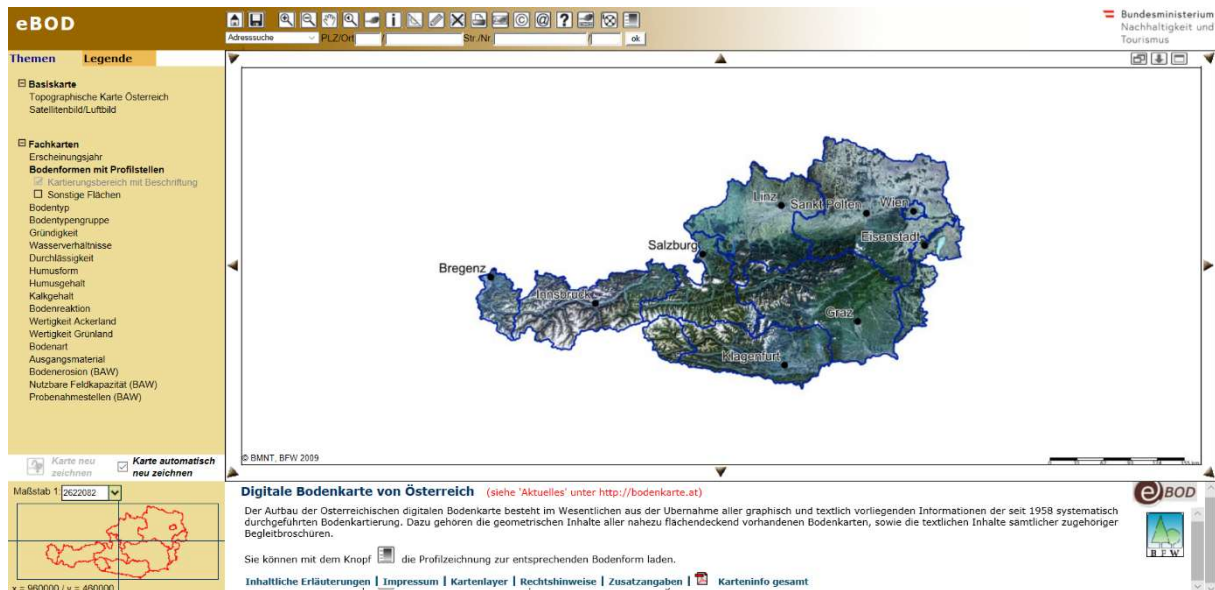 eBOD
Adresssuche PLZ/Ort / Str./Nr. / ok
Bundesministerium
Nachhaltigkeit und
Tourismus
Themen Legende
Basiskarte
Topographische Karte Österreich
Satellitenbild/Luftbild
Fachkarten
Erscheinungsjahr
Bodenformen mit Profilstellen
Kartierungsbereich mit Beschriftung
Sonstige Flächen
Bodentyp
Bodentypengruppe
Gründigkeit
Wasserverhältnisse
Durchlässigkeit
Humusform
Humusgehalt
Kalkgehalt
Bodenreaktion
Wertigkeit Ackerland
Wertigkeit Grünland
Bodenart
Ausgangsmaterial
Bodenerosion (BAW)
Nutzbare Feldkapazität (BAW)
Probenahmestellen (BAW)
Karte neu
zeichnen
Karte automatisch
neu zeichnen
Linz
Sankt Pölten
Wien
Eisenstadt
Salzburg
Bregenz
Innsbruck
Graz
Klagenfurt
© BMNT, BFW 2009
Maßstab 1: 2622082
x = 960000 / y = 460000
Digitale Bodenkarte von Österreich (siehe 'Aktuelles' unter http://bodenkarte.at)
Der Aufbau der Österreichischen digitalen Bodenkarte besteht im Wesentlichen aus der Übernahme aller graphisch und textlich vorliegenden Informationen der seit 1958 systematisch
durchgeführten Bodenkartierung. Dazu gehören die geometrischen Inhalte aller nahezu flächendeckend vorhandenen Bodenkarten, sowie die textlichen Inhalte sämtlicher zugehöriger
Begleitbroschüren.
Sie können mit dem Knopf die Profilzeichnung zur entsprechenden Bodenform laden.
Inhaltliche Erläuterungen | Impressum | Kartenlayer | Rechtshinweise | Zusatzangaben | Karteninfo gesamt
eBOD
BFW